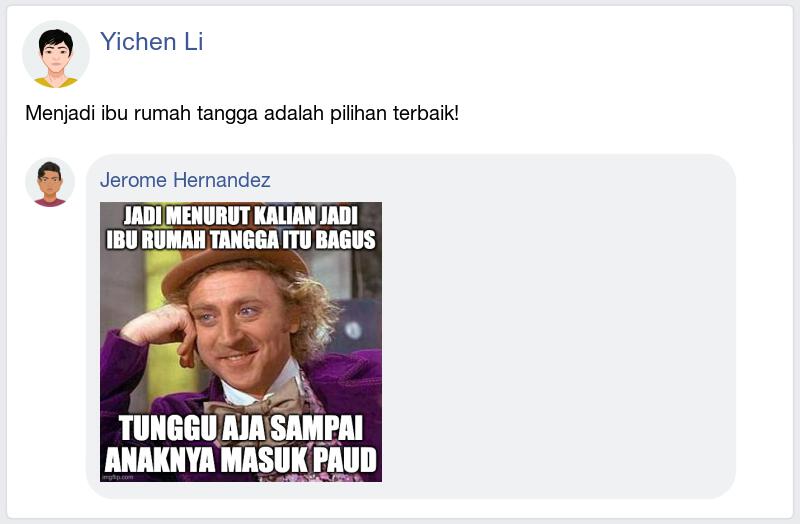 Yichen Li
Menjadi ibu rumah tangga adalah pilihan terbaik!
Jerome Hernandez
JADI MENURUT KALIAN JADI
IBU RUMAH TANGGA ITU BAGUS
TUNGGU AJA SAMPAI
ANAKNYA MASUK PAUD
imgflip.com